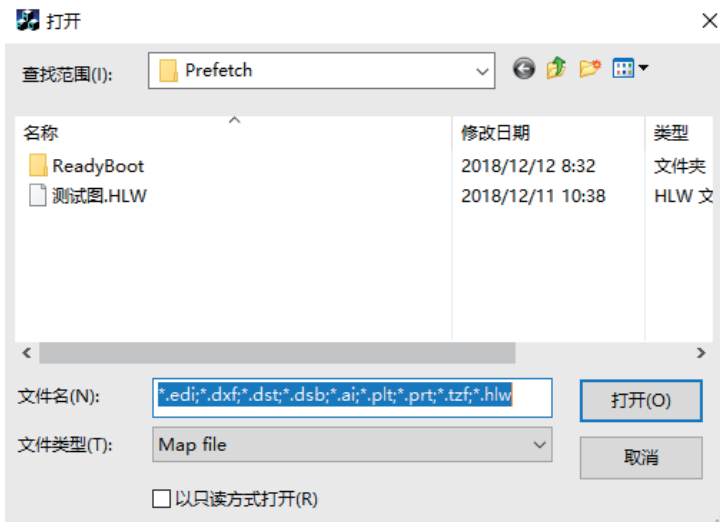 打开
查找范围(I): Prefetch
名称 修改日期 类型
ReadyBoot 2018/12/12 8:32 文件夹
测试图.HLW 2018/12/11 10:38 HLW 文
文件名(N): *.edi;*.dxf;*.dst;*.dsb;*.ai;*.plt;*.prt;*.tzf;*.hlw 打开(O)
文件类型(T): Map file 取消
以只读方式打开(R)